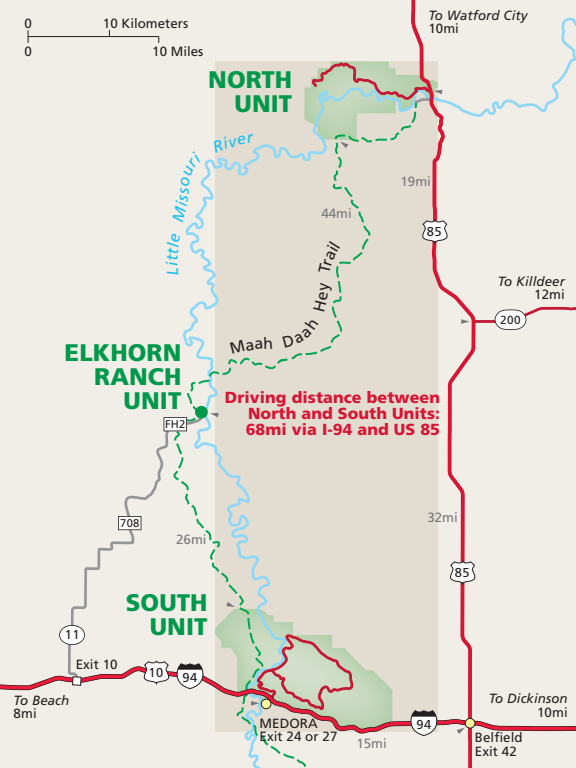 0 10 Kilometers
0 10 Miles
To Watford City
10mi
NORTH
UNIT
Little Missouri River
19mi
44mi
85
To Killdeer
12mi
200
Maah Daah Hey Trail
ELKHORN
RANCH
UNIT
Driving distance between
North and South Units:
68mi via I-94 and US 85
FH2
708
32mi
26mi
85
SOUTH
UNIT
11
Exit 10
10
94
To Beach
8mi
To Dickinson
10mi
MEDORA
Exit 24 or 27
94
15mi
Belfield
Exit 42